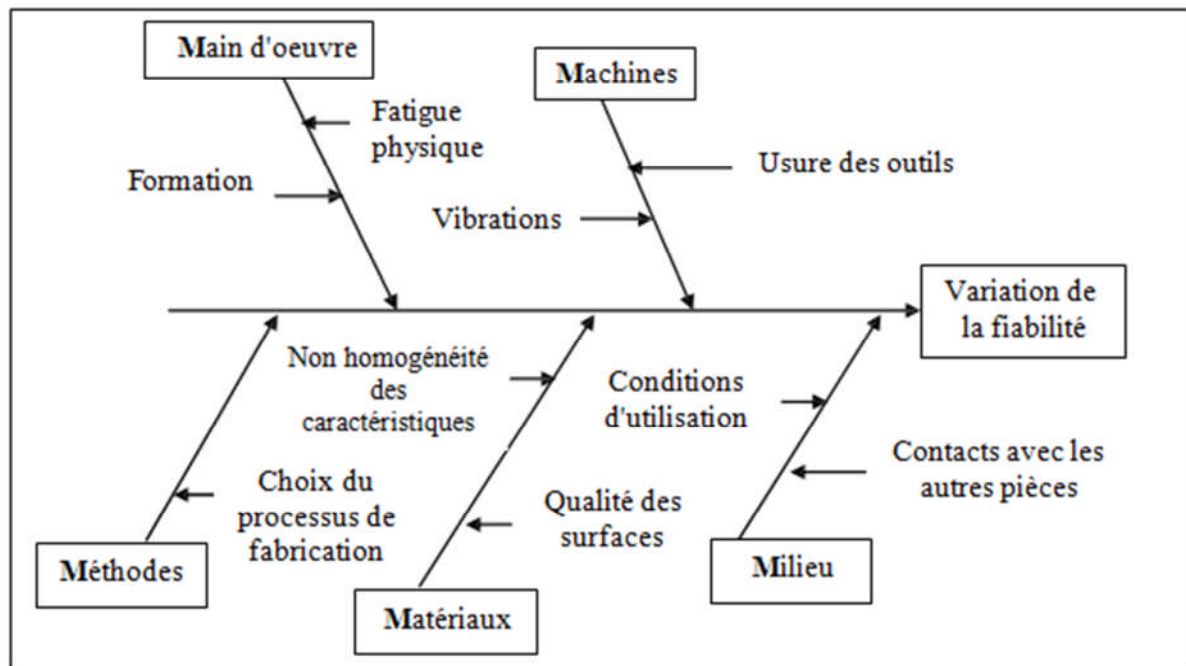 Main d'oeuvre
Machines
Fatigue
physique
Formation
Usure des outils
Vibrations
Variation de
la fiabilité
Non homogénéité
des
caractéristiques
Conditions
d'utilisation
Choix du
processus de
fabrication
Qualité des
surfaces
Contacts avec les
autres pièces
Méthodes
Matériaux
Milieu